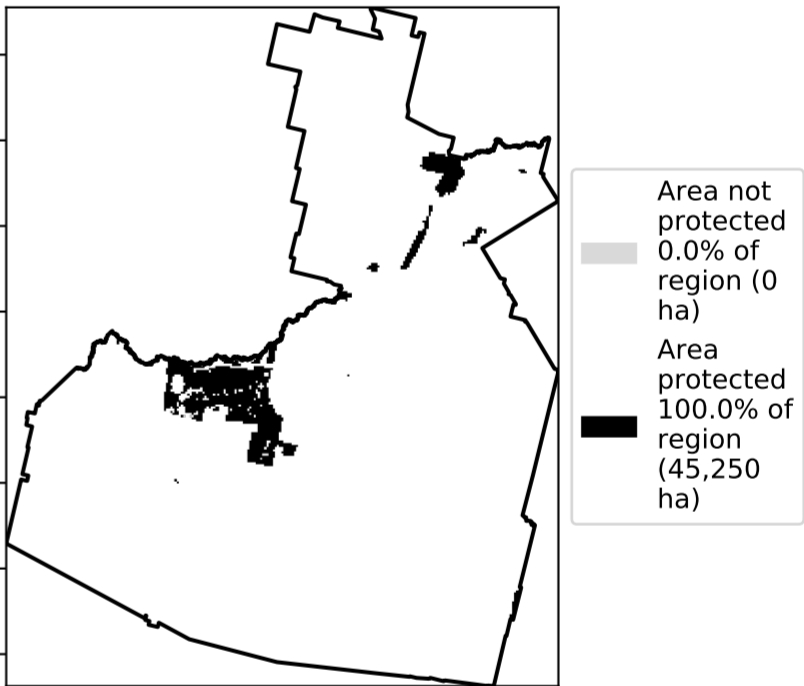 Area not
protected
0.0% of
region (0
ha)
Area
protected
100.0% of
region
(45,250
ha)